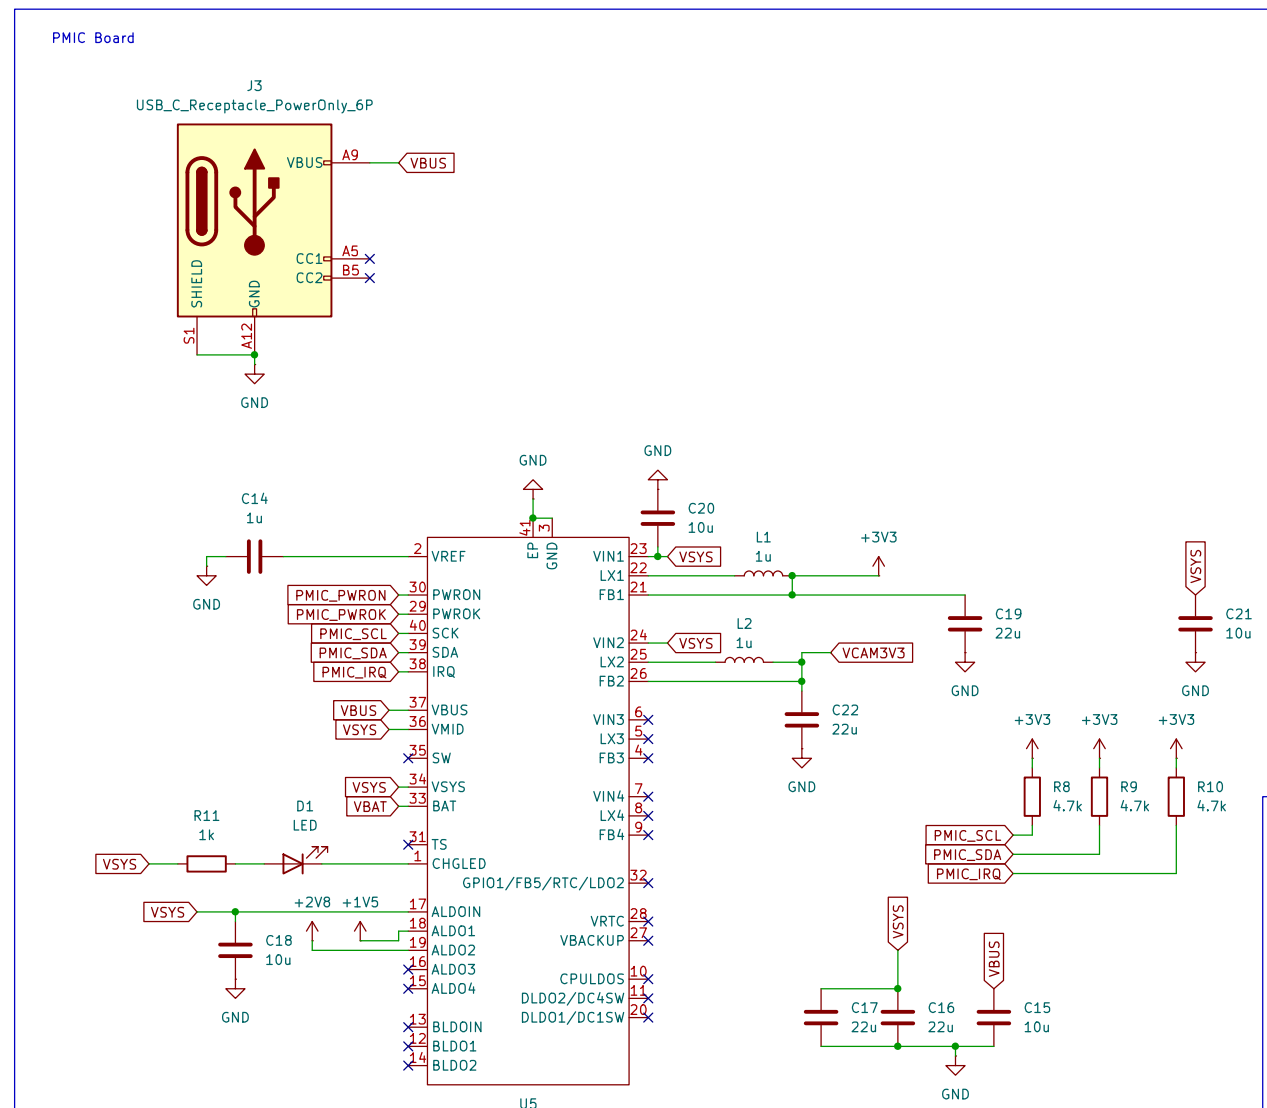 PMIC Board
J3
USB_C_Receptacle_PowerOnly_6P
VBUS
A9
VBUS
CC1
A5
CC2
B5
SHIELD
GND
S1
A12
GND
GND
GND
C14
1u
C20
10u
GND
41
3
EP
GND
2
VREF
30
PWRON
29
PWROK
40
SCK
39
SDA
38
IRQ
PMIC_PWRON
PMIC_PWROK
PMIC_SCL
PMIC_SDA
PMIC_IRQ
VBUS
37
VBUS
VSYS
36
VMID
35
SW
VSYS
34
VSYS
VBAT
33
BAT
31
TS
1
CHGLED
R11
1k
D1
LED
VSYS
VSYS
+2V8
+1V5
17
ALDOIN
18
ALDO1
19
ALDO2
16
ALDO3
15
ALDO4
C18
10u
GND
13
BLDOIN
12
BLDO1
14
BLDO2
U5
VIN1
23
VSYS
LX1
22
FB1
21
L1
1u
+3V3
C19
22u
GND
VIN2
24
VSYS
LX2
25
FB2
26
L2
1u
VCAM3V3
C22
22u
GND
VIN3
6
LX3
5
FB3
4
VIN4
7
LX4
8
FB4
9
GPIO1/FB5/RTC/LDO2
32
VRTC
28
VBACKUP
27
CPULDOS
10
DLDO2/DC4SW
11
DLDO1/DC1SW
20
VSYS
C21
10u
GND
+3V3
+3V3
+3V3
R8
4.7k
R9
4.7k
R10
4.7k
PMIC_SCL
PMIC_SDA
PMIC_IRQ
VSYS
VBUS
C17
22u
C16
22u
C15
10u
GND